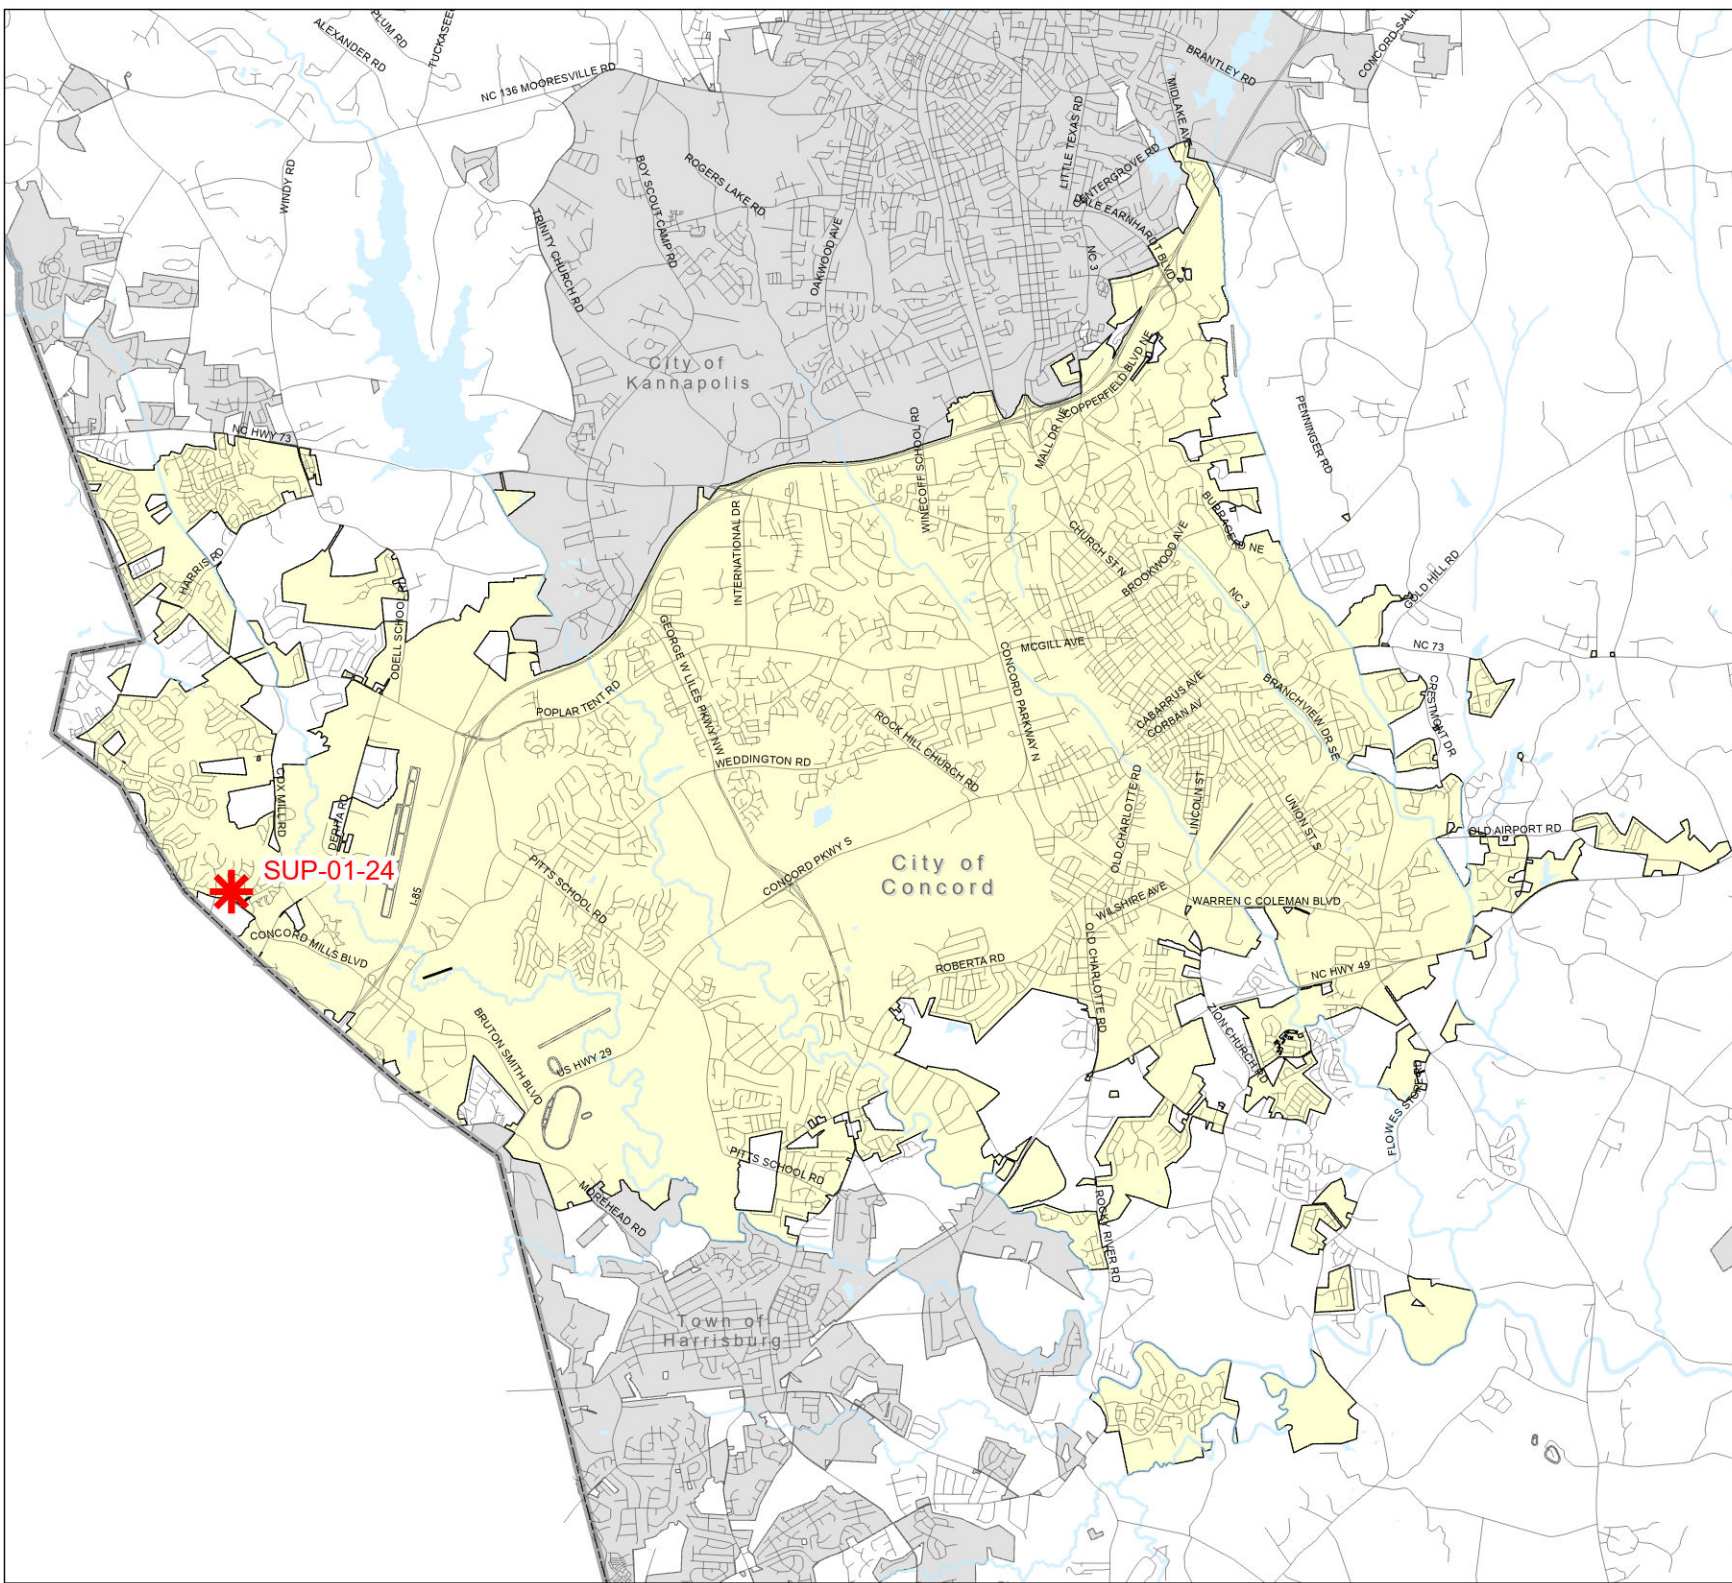 PLUM RD
ALEXANDER RD
NC 136 MOORESVILLE RD
BRANTLEY RD
MIDLAKE AVE
LITTLE TEXAS RD
WINDY RD
BOY SCOUT CAMP RD
ROGERS LAKE RD
TRINITY CHURCH RD
OAKWOOD AVE
DALE EARNHARDT BLVD
NC 3
City of
Kannapolis
COPPERFIELD BLVD NE
MALL DR NE
PENNINGER RD
NC HWY 73
WINECOFF SCHOOL RD
INTERNATIONAL DR
CHURCH ST N
BROOKWOOD AVE
HARRIS RD
NC 3
GOLD HILL RD
GEORGE W LILES PKWY NW
MCGILL AVE
NC 73
CONCORD PARKWAY N
POPLAR TENT RD
CABARRUS AVE
CORBAN AV
BRANCHVIEW DR SE
CRESTMONT DR
ROCK HILL CHURCH RD
WEDDINGTON RD
COX MILL RD
DERITA RD
OLD CHARLOTTE RD
LINCOLN ST
UNION ST S
OLD AIRPORT RD
SUP-01-24
I-85
PITTS SCHOOL RD
CONCORD PKWY S
City of
Concord
WILSHIRE AVE
WARREN C COLEMAN BLVD
CONCORD MILLS BLVD
ROBERTA RD
OLD CHARLOTTE RD
NC HWY 49
ZION CHURCH RD
BRUTON SMITH BLVD
US HWY 29
FLOWES STORE RD
PITTS SCHOOL RD
MOREHEAD RD
ROCKY RIVER RD
Town of
Harrisburg